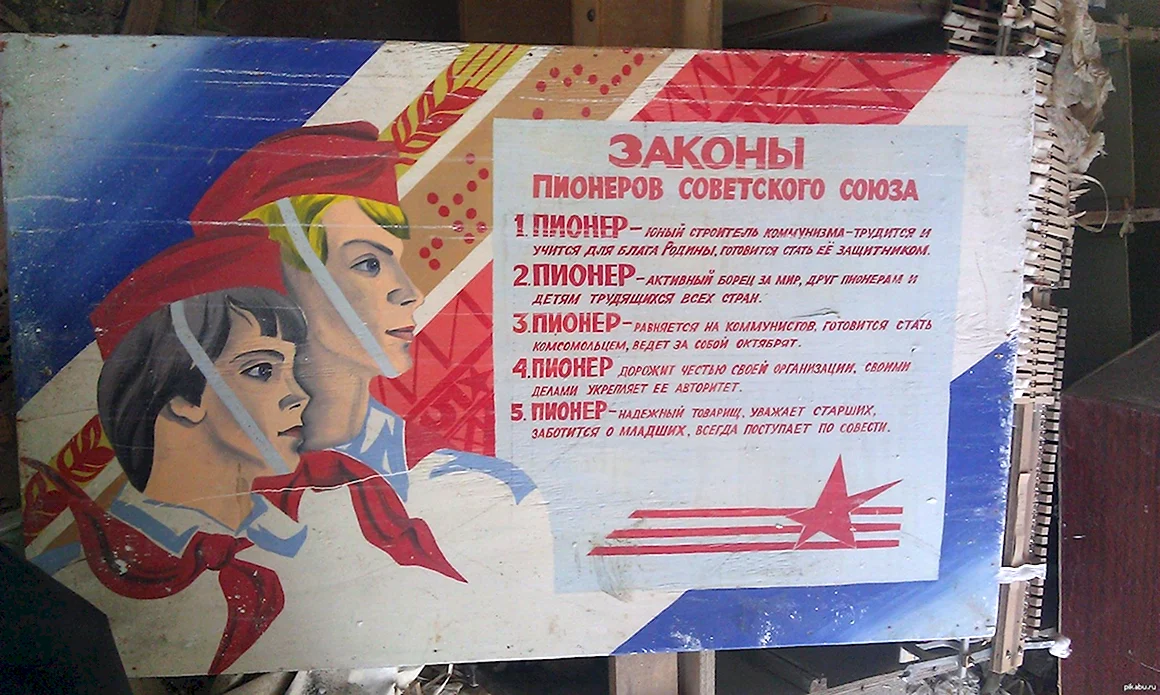 ЗАКОНЫ
ПИОНЕРОВ СОВЕТСКОГО СОЮЗА
1. ПИОНЕР – ЮНЫЙ СТРОИТЕЛЬ КОММУНИЗМА – ТРУДИТСЯ И
УЧИТСЯ ДЛЯ БЛАГА РОДИНЫ, ГОТОВИТСЯ СТАТЬ ЕЁ ЗАЩИТНИКОМ.
2. ПИОНЕР – АКТИВНЫЙ БОРЕЦ ЗА МИР, ДРУГ ПИОНЕРАМ И
ДЕТЯМ ТРУДЯЩИХСЯ ВСЕХ СТРАН.
3. ПИОНЕР – РАВНЯЕТСЯ НА КОММУНИСТОВ, ГОТОВИТСЯ СТАТЬ
КОМСОМОЛЬЦЕМ, ВЕДЕТ ЗА СОБОЙ ОКТЯБРЯТ.
4. ПИОНЕР ДОРОЖИТ ЧЕСТЬЮ СВОЕЙ ОРГАНИЗАЦИИ, СВОИМИ
ДЕЛАМИ УКРЕПЛЯЕТ ЕЕ АВТОРИТЕТ.
5. ПИОНЕР – НАДЕЖНЫЙ ТОВАРИЩ, УВАЖАЕТ СТАРШИХ,
ЗАБОТИТСЯ О МЛАДШИХ, ВСЕГДА ПОСТУПАЕТ ПО СОВЕСТИ.
pikabu.ru